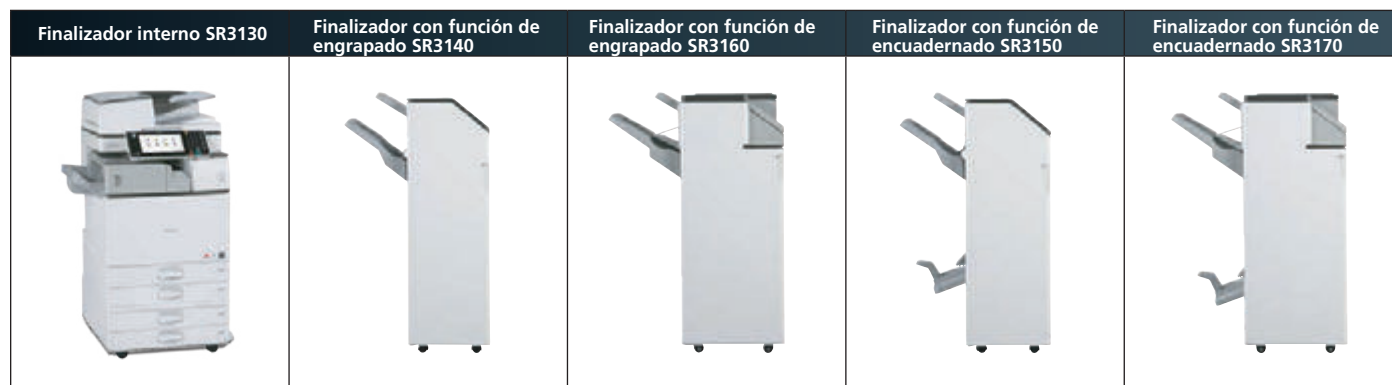 Finalizador interno SR3130
Finalizador con función de
engrapado SR3140
Finalizador con función de
engrapado SR3160
Finalizador con función de
encuadernado SR3150
Finalizador con función de
encuadernado SR3170